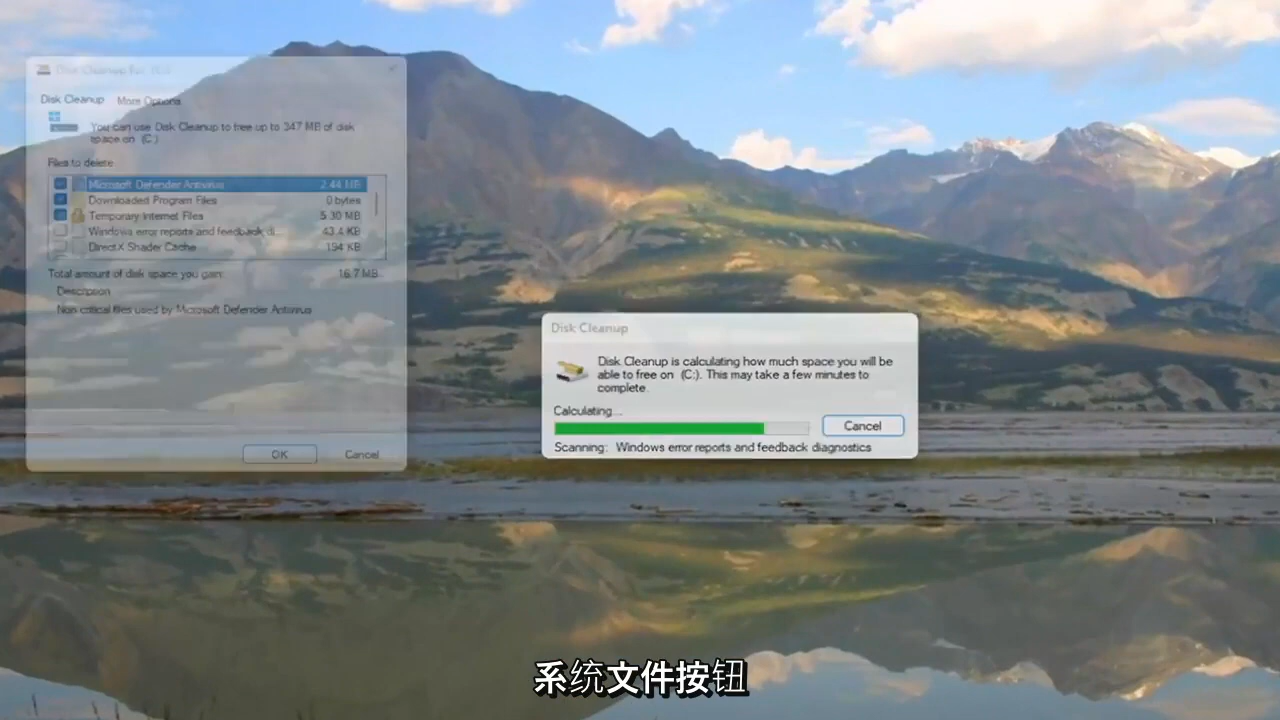 Disk Cleanup for (C:)
Disk Cleanup More Options
You can use Disk Cleanup to free up to 347 MB of disk
space on (C:)
Files to delete
Microsoft Defender Antivirus 2.44 MB
Downloaded Program Files 0 bytes
Temporary Internet Files 5.30 MB
Windows error reports and feedback di... 43.4 KB
DirectX Shader Cache 194 KB
Total amount of disk space you gain: 16.7 MB
Description
Non critical files used by Microsoft Defender Antivirus
OK Cancel
Disk Cleanup
Disk Cleanup is calculating how much space you will be
able to free on (C:). This may take a few minutes to
complete.
Calculating...
Cancel
Scanning: Windows error reports and feedback diagnostics
系统文件按钮